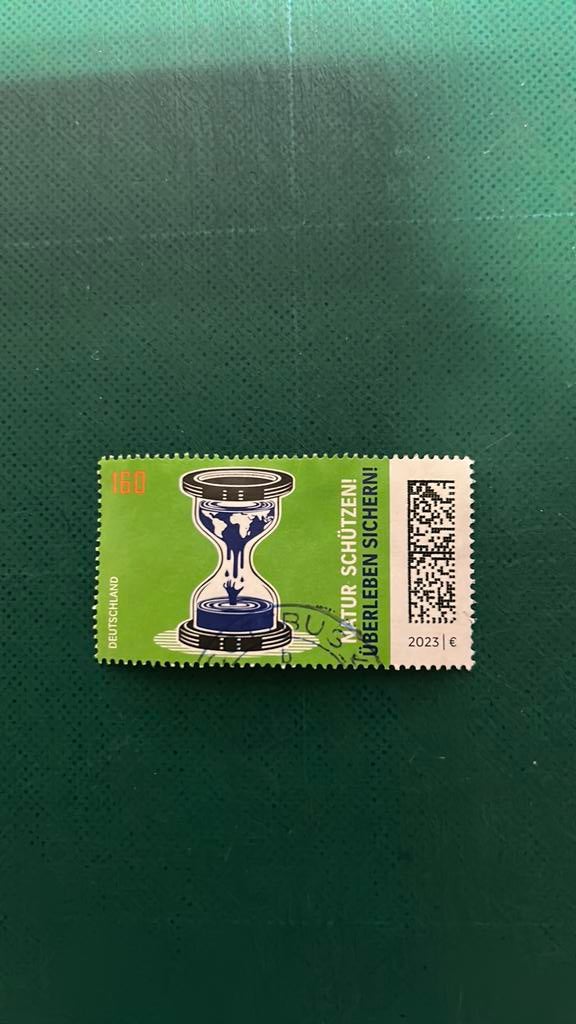 160
DEUTSCHLAND
NATUR SCHÜTZEN!
ÜBERLEBEN SICHERN!
2023 | €
b